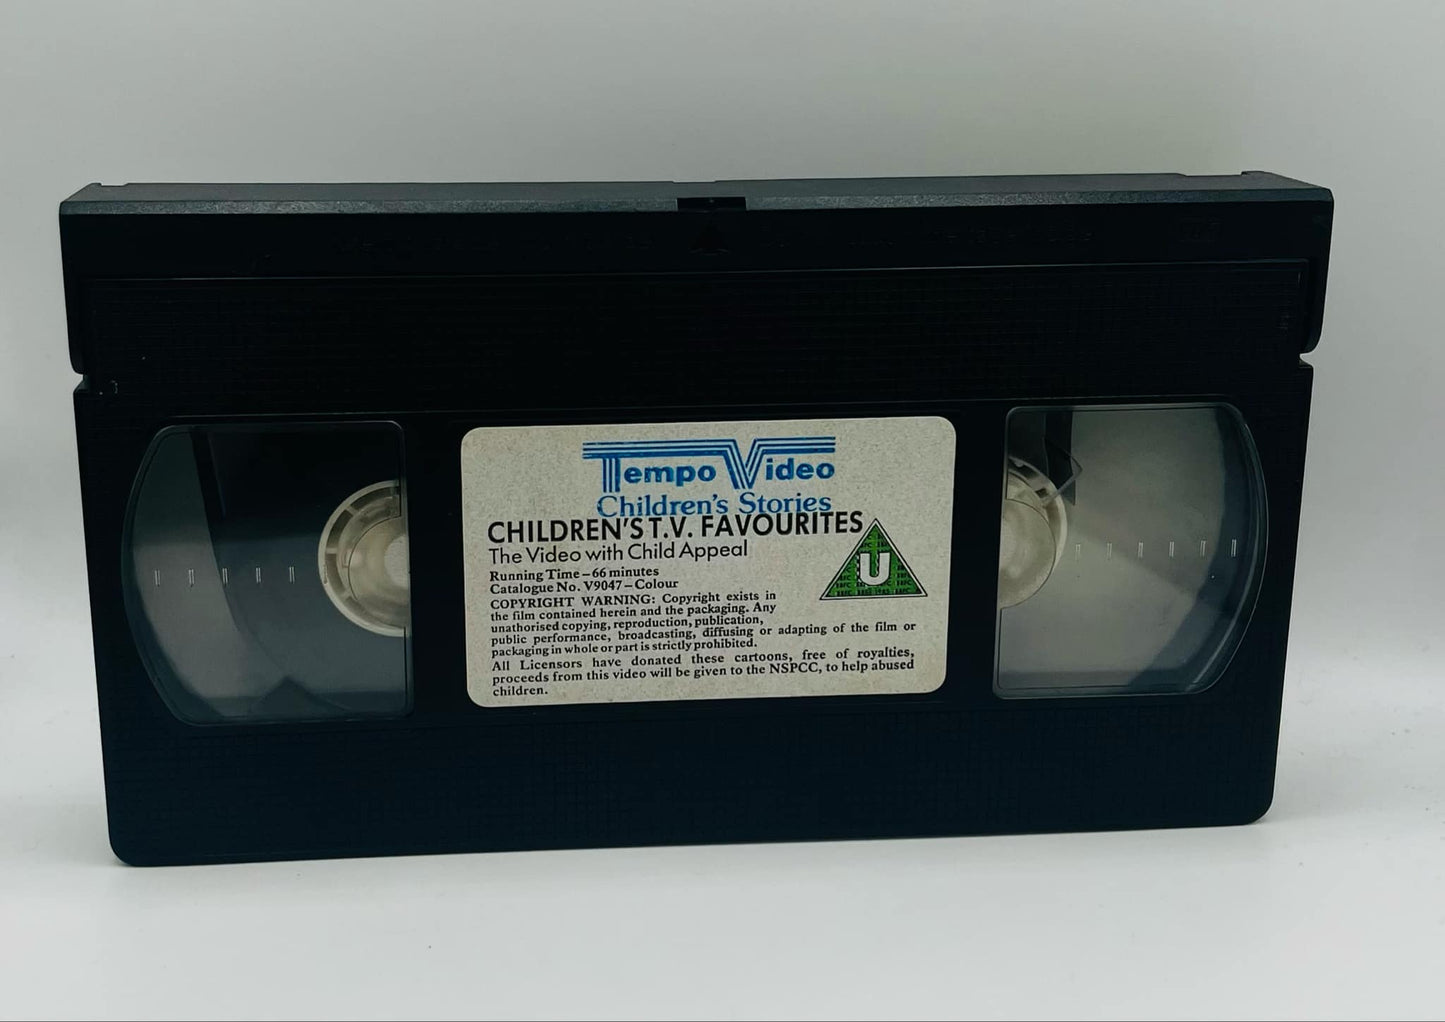 Tempo Video
Children's Stories
CHILDREN'S T.V. FAVOURITES
The Video with Child Appeal
Running Time – 66 minutes
Catalogue No. V9047 – Colour
COPYRIGHT WARNING: Copyright exists in
the film contained herein and the packaging. Any
unathorised copying, reproduction, publication,
public performance, broadcasting, diffusing or adapting of the film or
packaging in whole or part is strictly prohibited.
All Licensors have donated these cartoons, free of royalties,
proceeds from this video will be given to the NSPCC, to help abused
children.
U